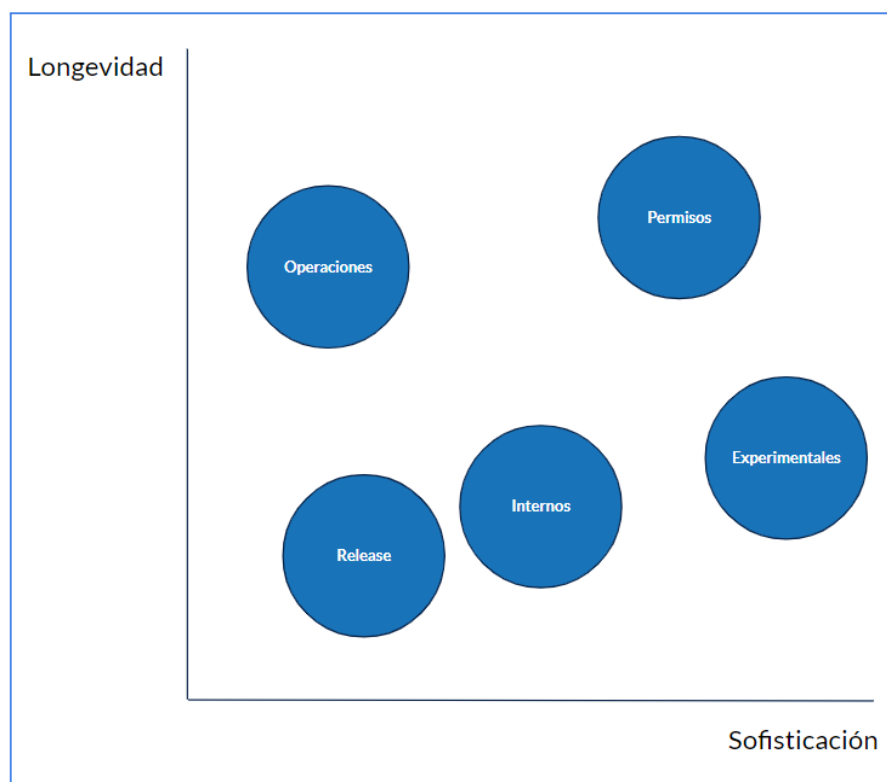 Longevidad
Permisos
Operaciones
Experimentales
Internos
Release
Sofisticación